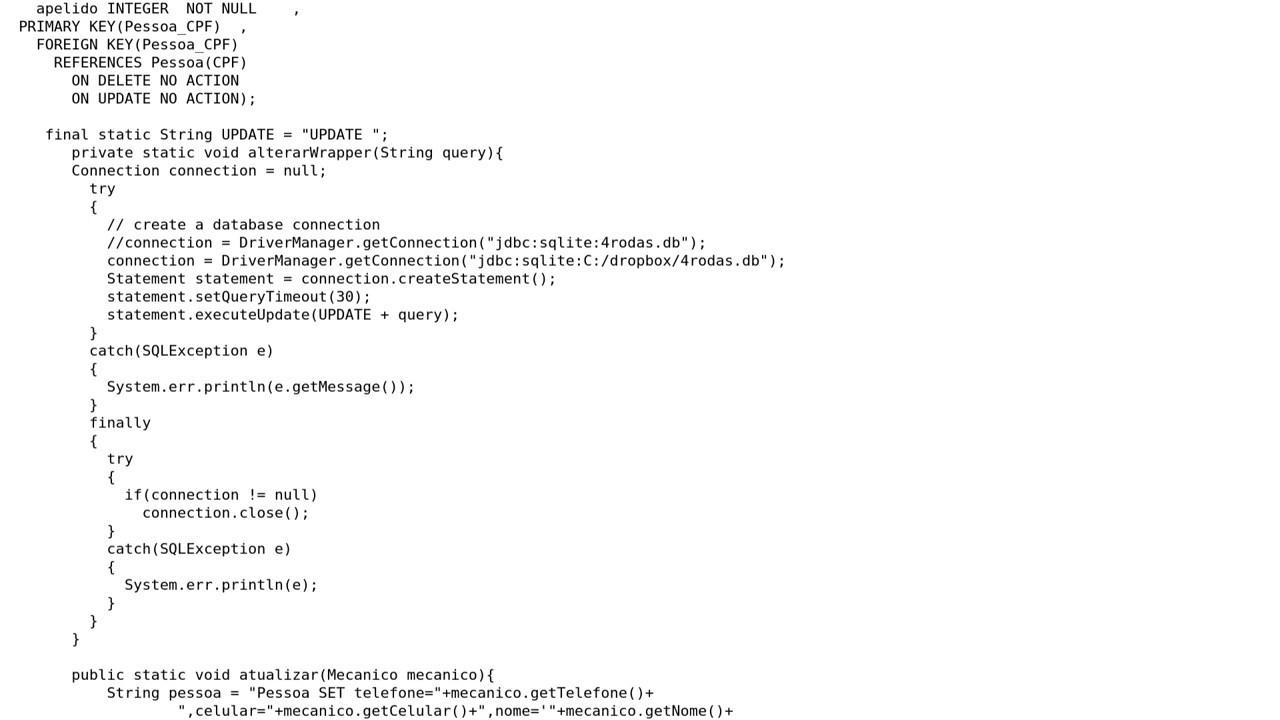 apelido INTEGER  NOT NULL    ,
PRIMARY KEY(Pessoa_CPF)  ,
FOREIGN KEY(Pessoa_CPF)
REFERENCES Pessoa(CPF)
ON DELETE NO ACTION
ON UPDATE NO ACTION);
final static String UPDATE = "UPDATE ";
private static void alterarWrapper(String query){
Connection connection = null;
try
{
// create a database connection
//connection = DriverManager.getConnection("jdbc:sqlite:4rodas.db");
connection = DriverManager.getConnection("jdbc:sqlite:C:/dropbox/4rodas.db");
Statement statement = connection.createStatement();
statement.setQueryTimeout(30);
statement.executeUpdate(UPDATE + query);
}
catch(SQLException e)
{
System.err.println(e.getMessage());
}
finally
{
try
{
if(connection != null)
connection.close();
}
catch(SQLException e)
{
System.err.println(e);
}
}
}
public static void atualizar(Mecanico mecanico){
String pessoa = "Pessoa SET telefone="+mecanico.getTelefone()+
",celular="+mecanico.getCelular()+",nome='"+mecanico.getNome()+